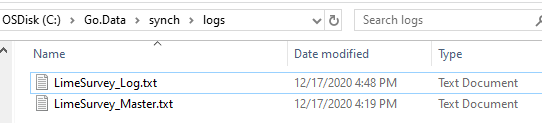 OSDisk (C:) › Go.Data › synch › logs Search logs
Name Date modified Type
LimeSurvey_Log.txt 12/17/2020 4:48 PM Text Document
LimeSurvey_Master.txt 12/17/2020 4:19 PM Text Document